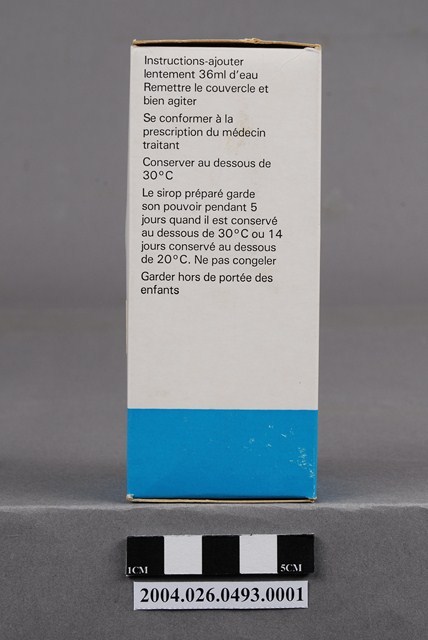 Instructions-ajouter
lentement 36ml d'eau
Remettre le couvercle et
bien agiter
Se conformer à la
prescription du médecin
traitant
Conserver au dessous de
30°C
Le sirop préparé garde
son pouvoir pendant 5
jours quand il est conservé
au dessous de 30°C ou 14
jours conservé au dessous
de 20°C. Ne pas congeler
Garder hors de portée des
enfants
1CM 5CM
2004.026.0493.0001